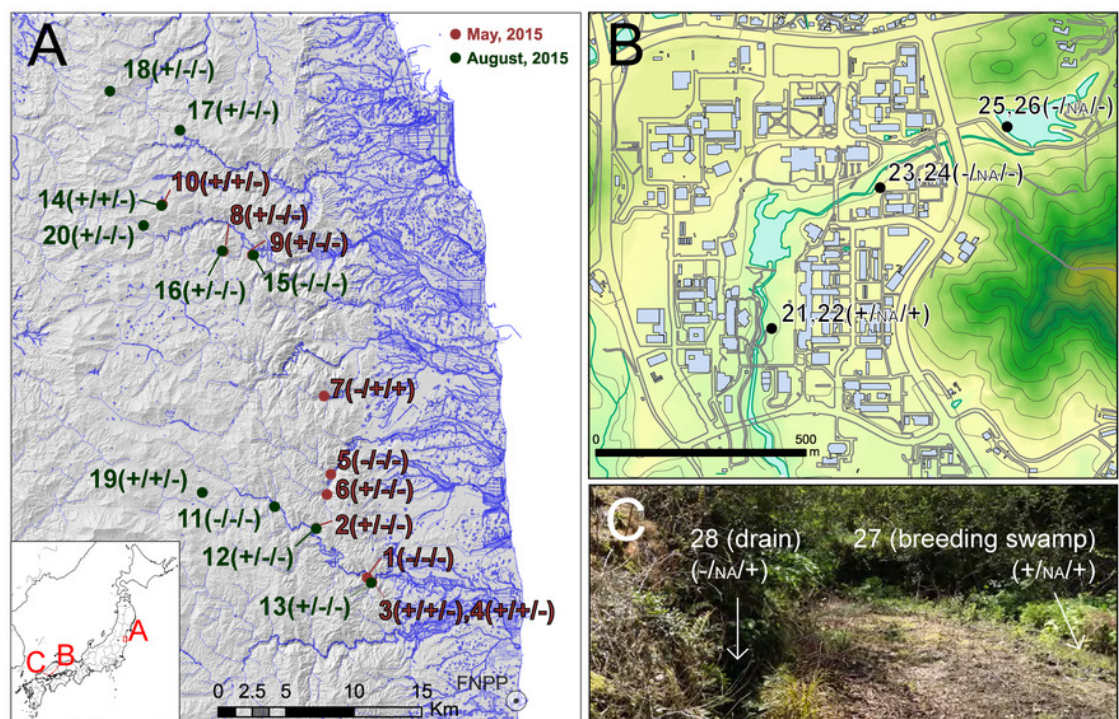 A
May, 2015
August, 2015
18(+/-/-)
17(+/-/-)
10(+/+/-)
14(+/+/-)
8(+/-/-)
20(+/-/-)
9(+/-/-)
16(+/-/-)
15(-/-/-)
7(-/+/+)
5(-/-/-)
19(+/+/-)
6(+/-/-)
11(-/-/-)
2(+/-/-)
12(+/-/-)
1(-/-/-)
13(+/-/-)
3(+/+/-),4(+/+/-)
A
B
C
FNPP
0 2.5 5 10 15
Km
B
25,26(-/NA/-)
23,24(-/NA/-)
21,22(+/NA/+)
0 500
m
C
28 (drain)
(-/NA/+)
27 (breeding swamp)
(+/NA/+)